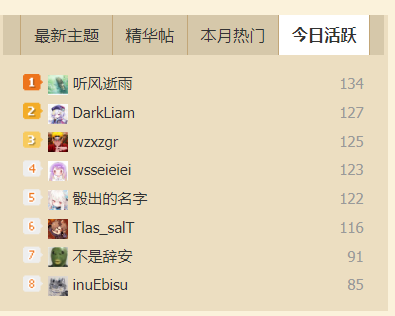 最新主题 精华帖 本月热门 今日活跃
1 听风逝雨 134
2 DarkLiam 127
3 wzxzgr 125
4 wsseieiei 123
5 骰出的名字 122
6 Tlas_salT 116
7 不是辞安 91
8 inuEbisu 85